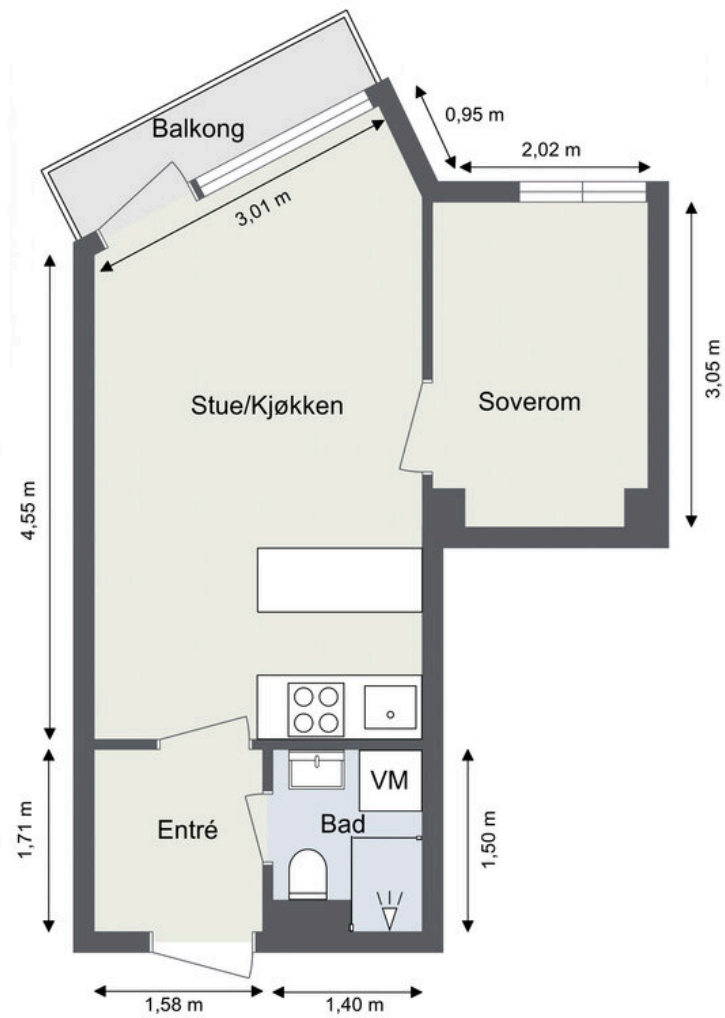 Balkong
0,95 m
2,02 m
3,01 m
3,05 m
Stue/Kjøkken
Soverom
4,55 m
VM
Entré
Bad
1,71 m
1,50 m
1,58 m
1,40 m